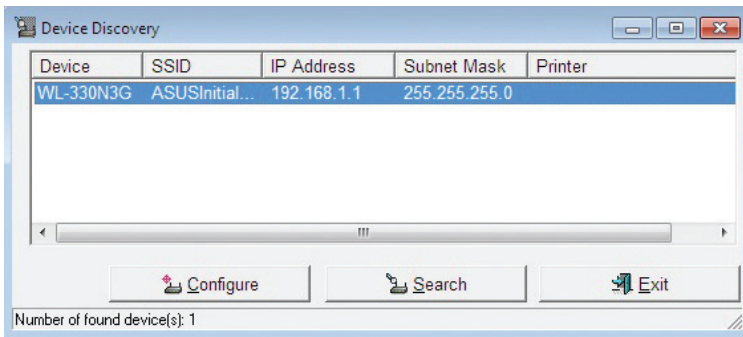 Device Discovery
Device SSID IP Address Subnet Mask Printer
WL-330N3G ASUSInitial... 192.168.1.1 255.255.255.0
Configure Search Exit
Number of found device(s): 1